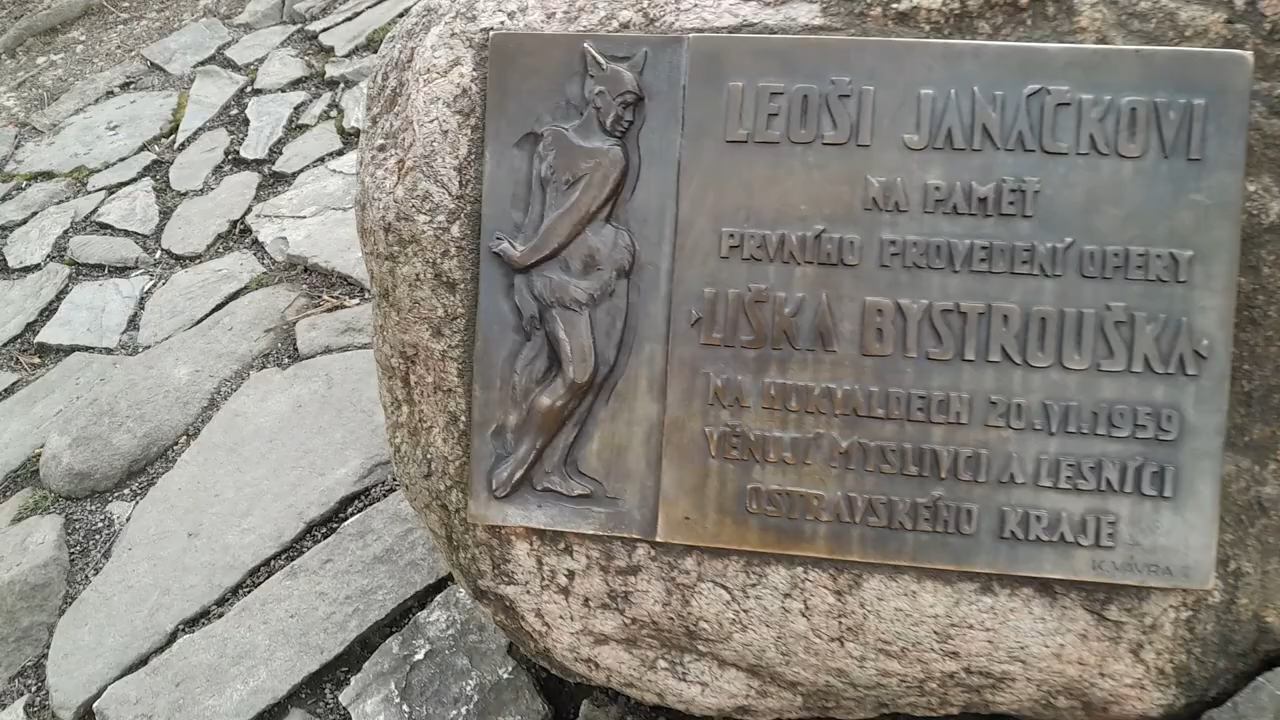 LEOŠI JANÁČKOVI
NA PAMĚŤ
PRVNÍHO PROVEDENÍ OPERY
›LIŠKA BYSTROUŠKA‹
NA HUKVALDECH 20.VI.1959
VĚNUJÍ MYSLIVCI A LESNÍCI
OSTRAVSKÉHO KRAJE
K.VÁVRA